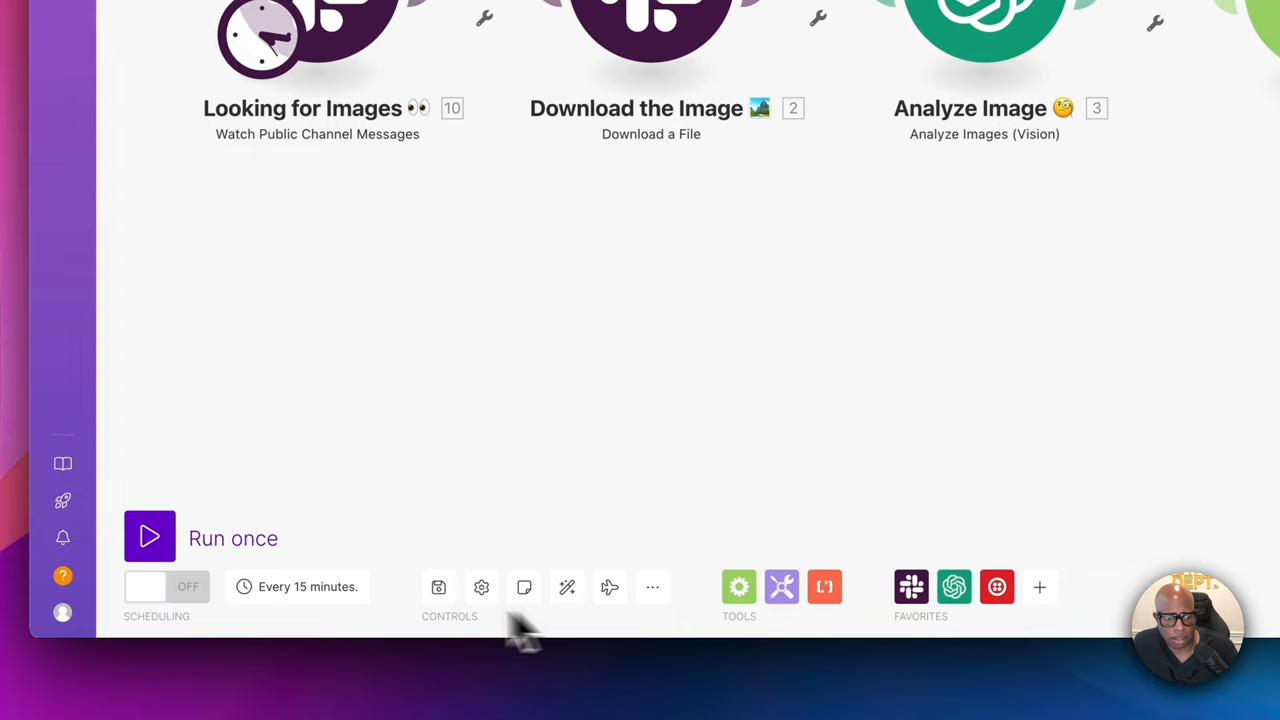 Looking for Images 👀 10
Watch Public Channel Messages
Download the Image 🏞️ 2
Download a File
Analyze Image 🧐 3
Analyze Images (Vision)
Run once
OFF
Every 15 minutes.
SCHEDULING
CONTROLS
TOOLS
FAVORITES
?
DEPT.